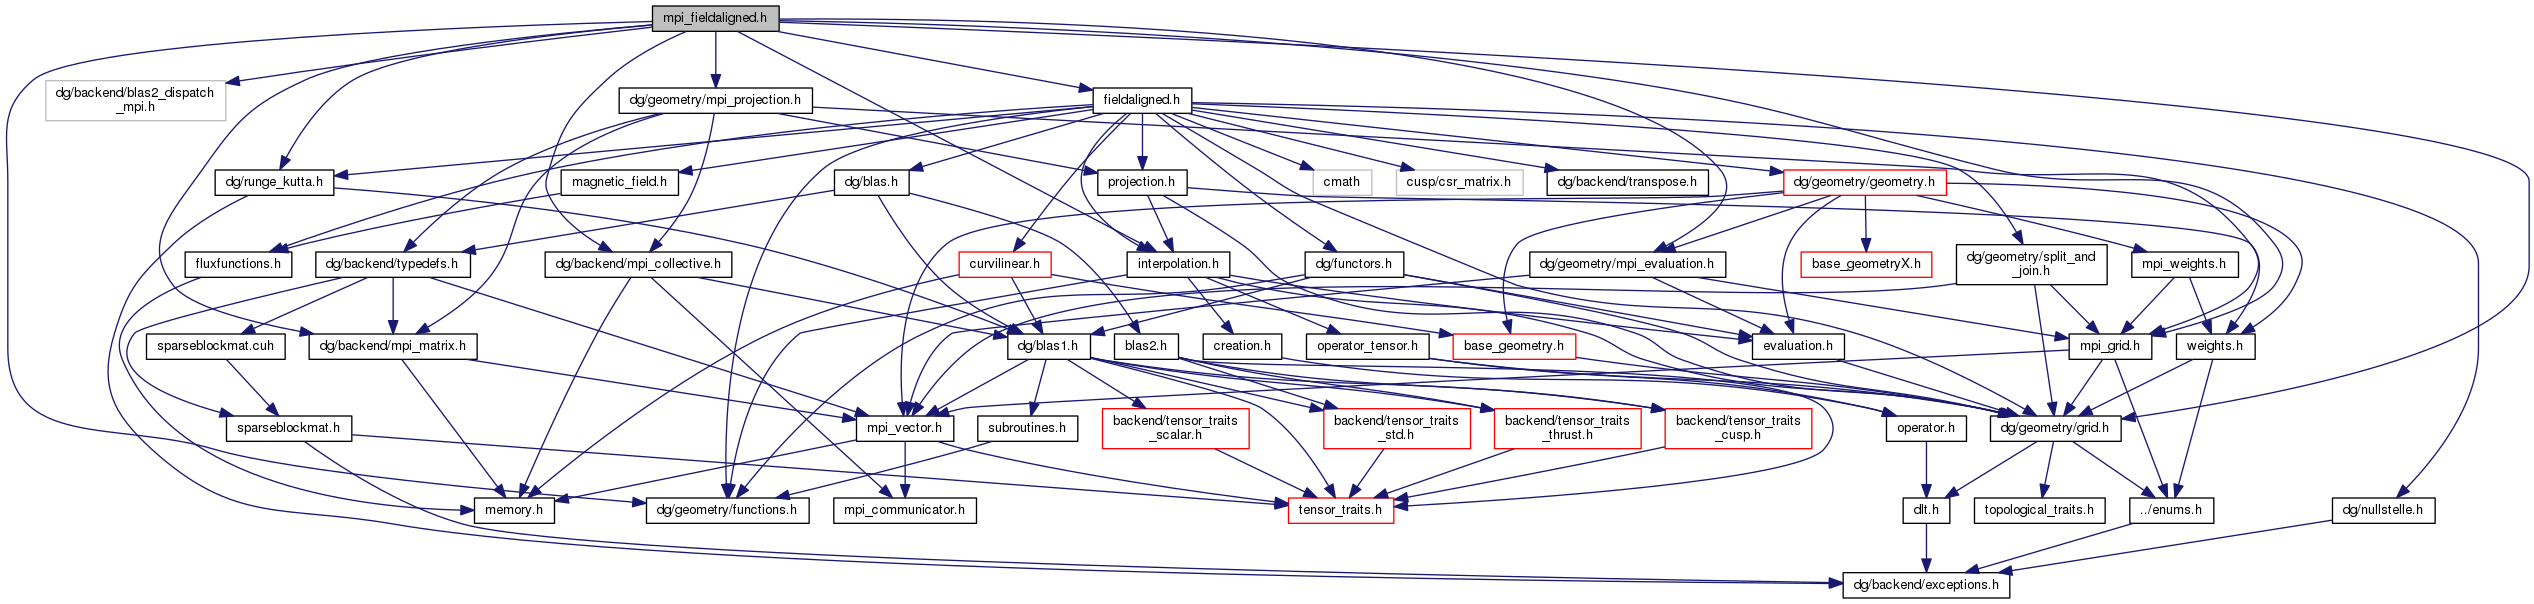 mpi_fieldaligned.h
dg/backend/blas2_dispatch
_mpi.h
dg/geometry/mpi_projection.h
fieldaligned.h
dg/runge_kutta.h
magnetic_field.h
dg/blas.h
projection.h
cmath
cusp/csr_matrix.h
dg/backend/transpose.h
dg/geometry/geometry.h
fluxfunctions.h
dg/backend/typedefs.h
dg/backend/mpi_collective.h
curvilinear.h
interpolation.h
dg/functors.h
dg/geometry/mpi_evaluation.h
base_geometryX.h
dg/geometry/split_and
_join.h
mpi_weights.h
sparseblockmat.cuh
dg/backend/mpi_matrix.h
dg/blas1.h
blas2.h
creation.h
operator_tensor.h
base_geometry.h
evaluation.h
mpi_grid.h
weights.h
sparseblockmat.h
mpi_vector.h
subroutines.h
backend/tensor_traits
_scalar.h
backend/tensor_traits
_std.h
backend/tensor_traits
_thrust.h
backend/tensor_traits
_cusp.h
operator.h
dg/geometry/grid.h
memory.h
dg/geometry/functions.h
mpi_communicator.h
tensor_traits.h
dlt.h
topological_traits.h
../enums.h
dg/nullstelle.h
dg/backend/exceptions.h